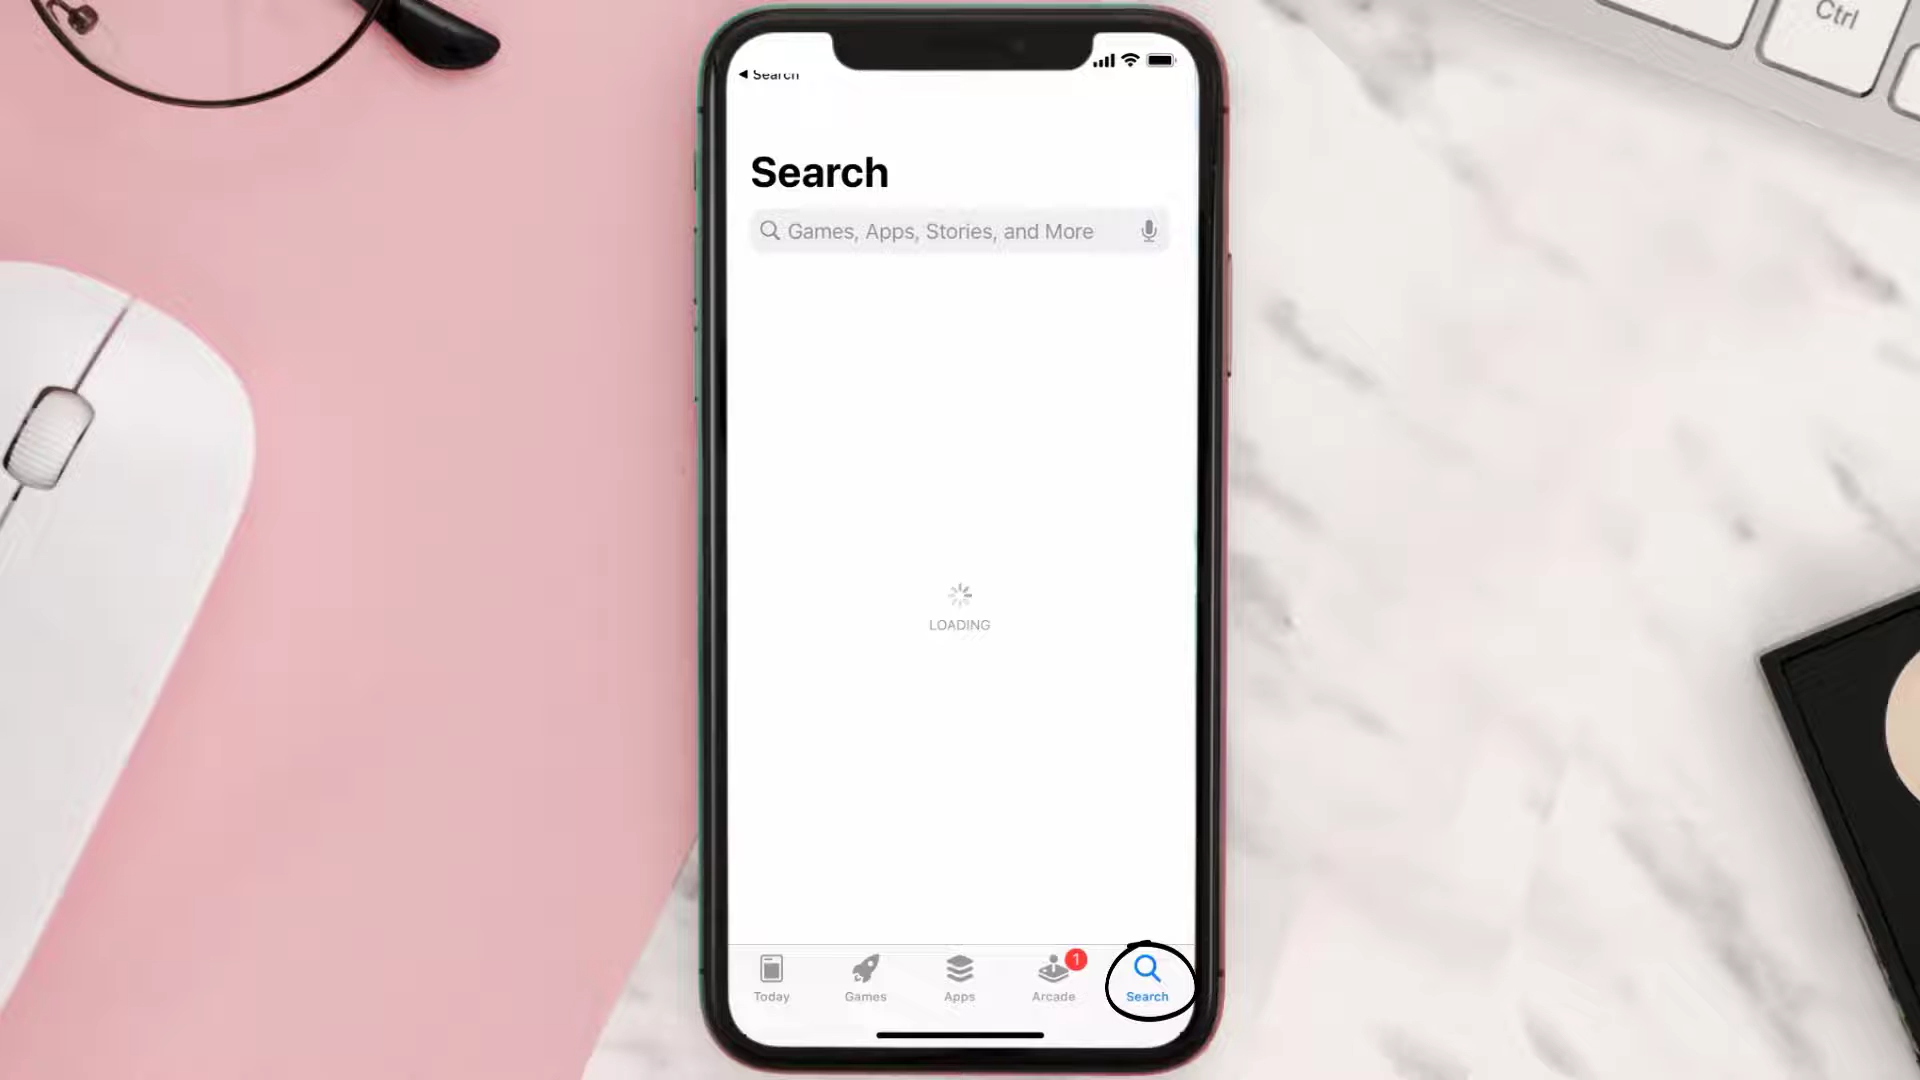 Ctrl
Search
Search
Games, Apps, Stories, and More
LOADING
1
Today
Games
Apps
Arcade
Search